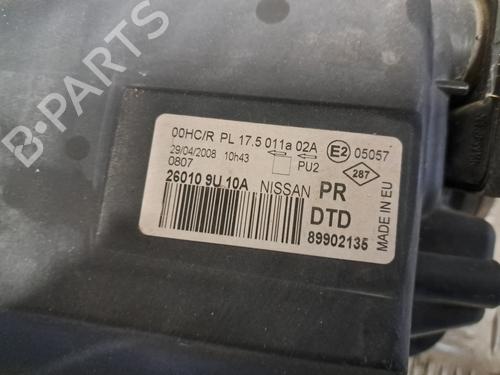 B-PARTS
00HC/R PL 17.5 011a 02A E2 05057
29/04/2008 10h43 PU2 287
0807
26010 9U 10A NISSAN PR
DTD
89902135
MADE IN EU